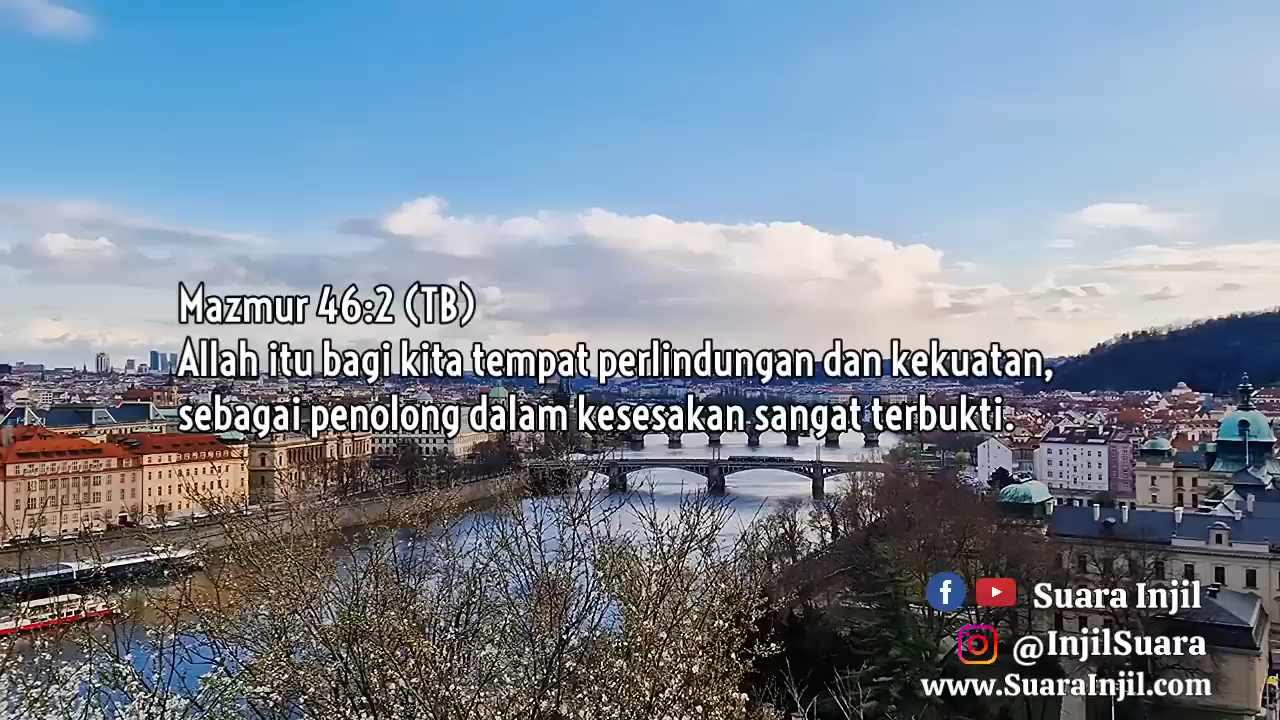 Mazmur 46:2 (TB)
Allah itu bagi kita tempat perlindungan dan kekuatan,
sebagai penolong dalam kesesakan sangat terbukti.
Suara Injil
@InjilSuara
www.SuaraInjil.com